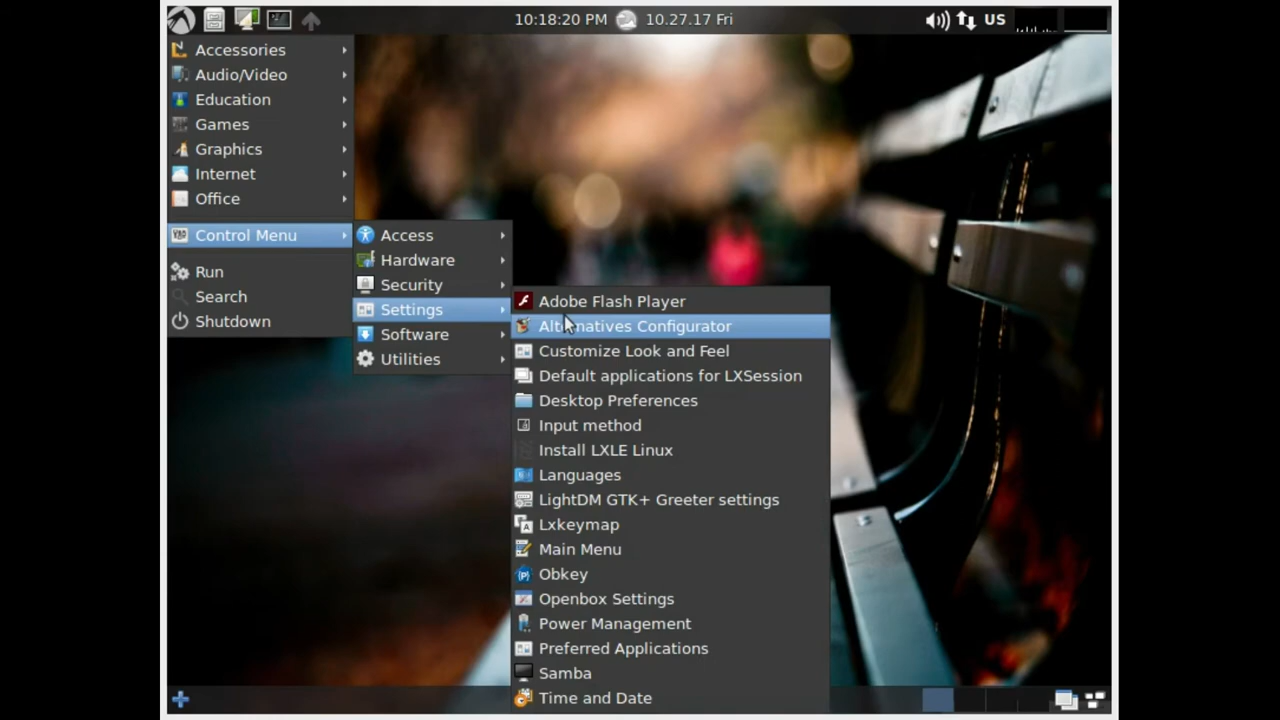 10:18:20 PM 10.27.17 Fri US
Accessories
Audio/Video
Education
Games
Graphics
Internet
Office
Control Menu
Run
Search
Shutdown
Access
Hardware
Security
Settings
Software
Utilities
Adobe Flash Player
Alternatives Configurator
Customize Look and Feel
Default applications for LXSession
Desktop Preferences
Input method
Install LXLE Linux
Languages
LightDM GTK+ Greeter settings
Lxkeymap
Main Menu
Obkey
Openbox Settings
Power Management
Preferred Applications
Samba
Time and Date